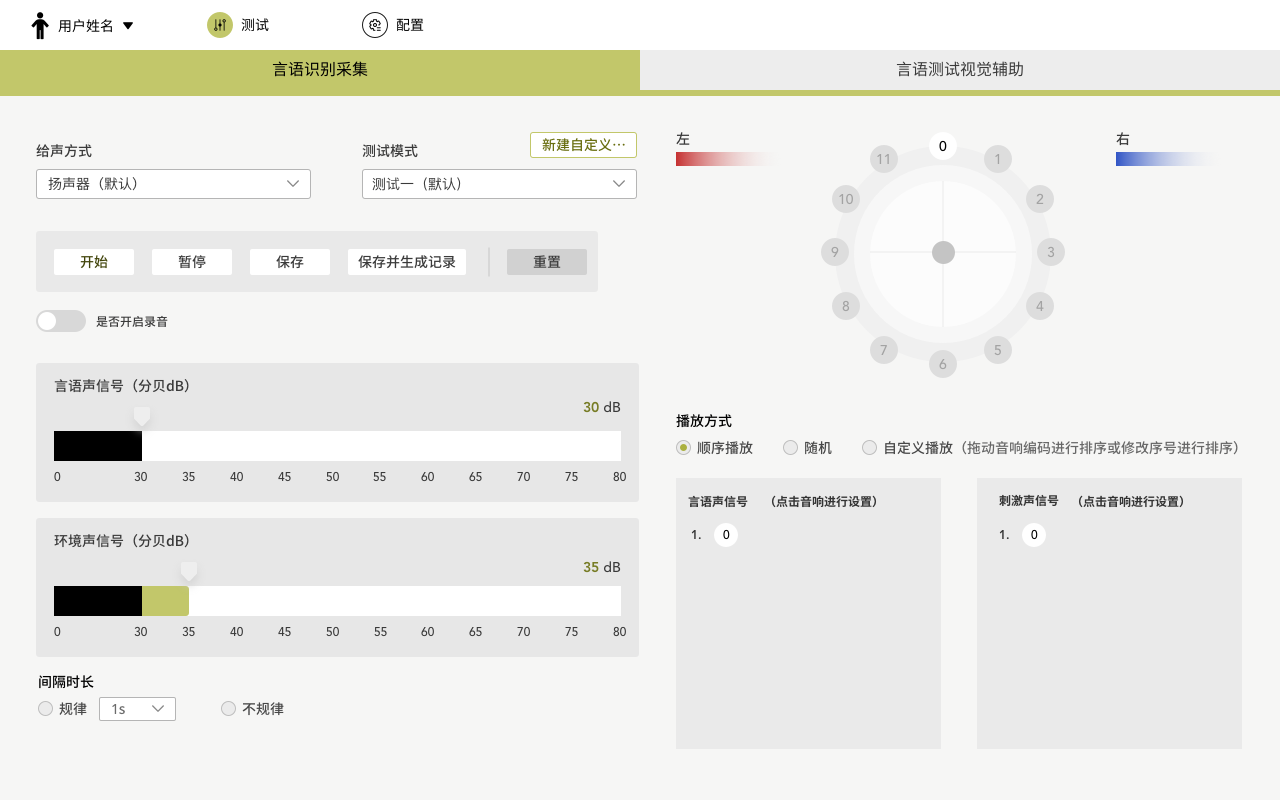 用户姓名
测试
配置
言语识别采集
言语测试视觉辅助
给声方式
测试模式
新建自定义…
扬声器（默认）
测试一（默认）
开始
暂停
保存
保存并生成记录
重置
是否开启录音
言语声信号（分贝dB）
30 dB
0 30 35 40 45 50 55 60 65 70 75 80
环境声信号（分贝dB）
35 dB
0 30 35 40 45 50 55 60 65 70 75 80
间隔时长
规律
1s
不规律
左
右
0
1
2
3
4
5
6
7
8
9
10
11
播放方式
顺序播放
随机
自定义播放（拖动音响编码进行排序或修改序号进行排序）
言语声信号 （点击音响进行设置）
1. 0
刺激声信号 （点击音响进行设置）
1. 0